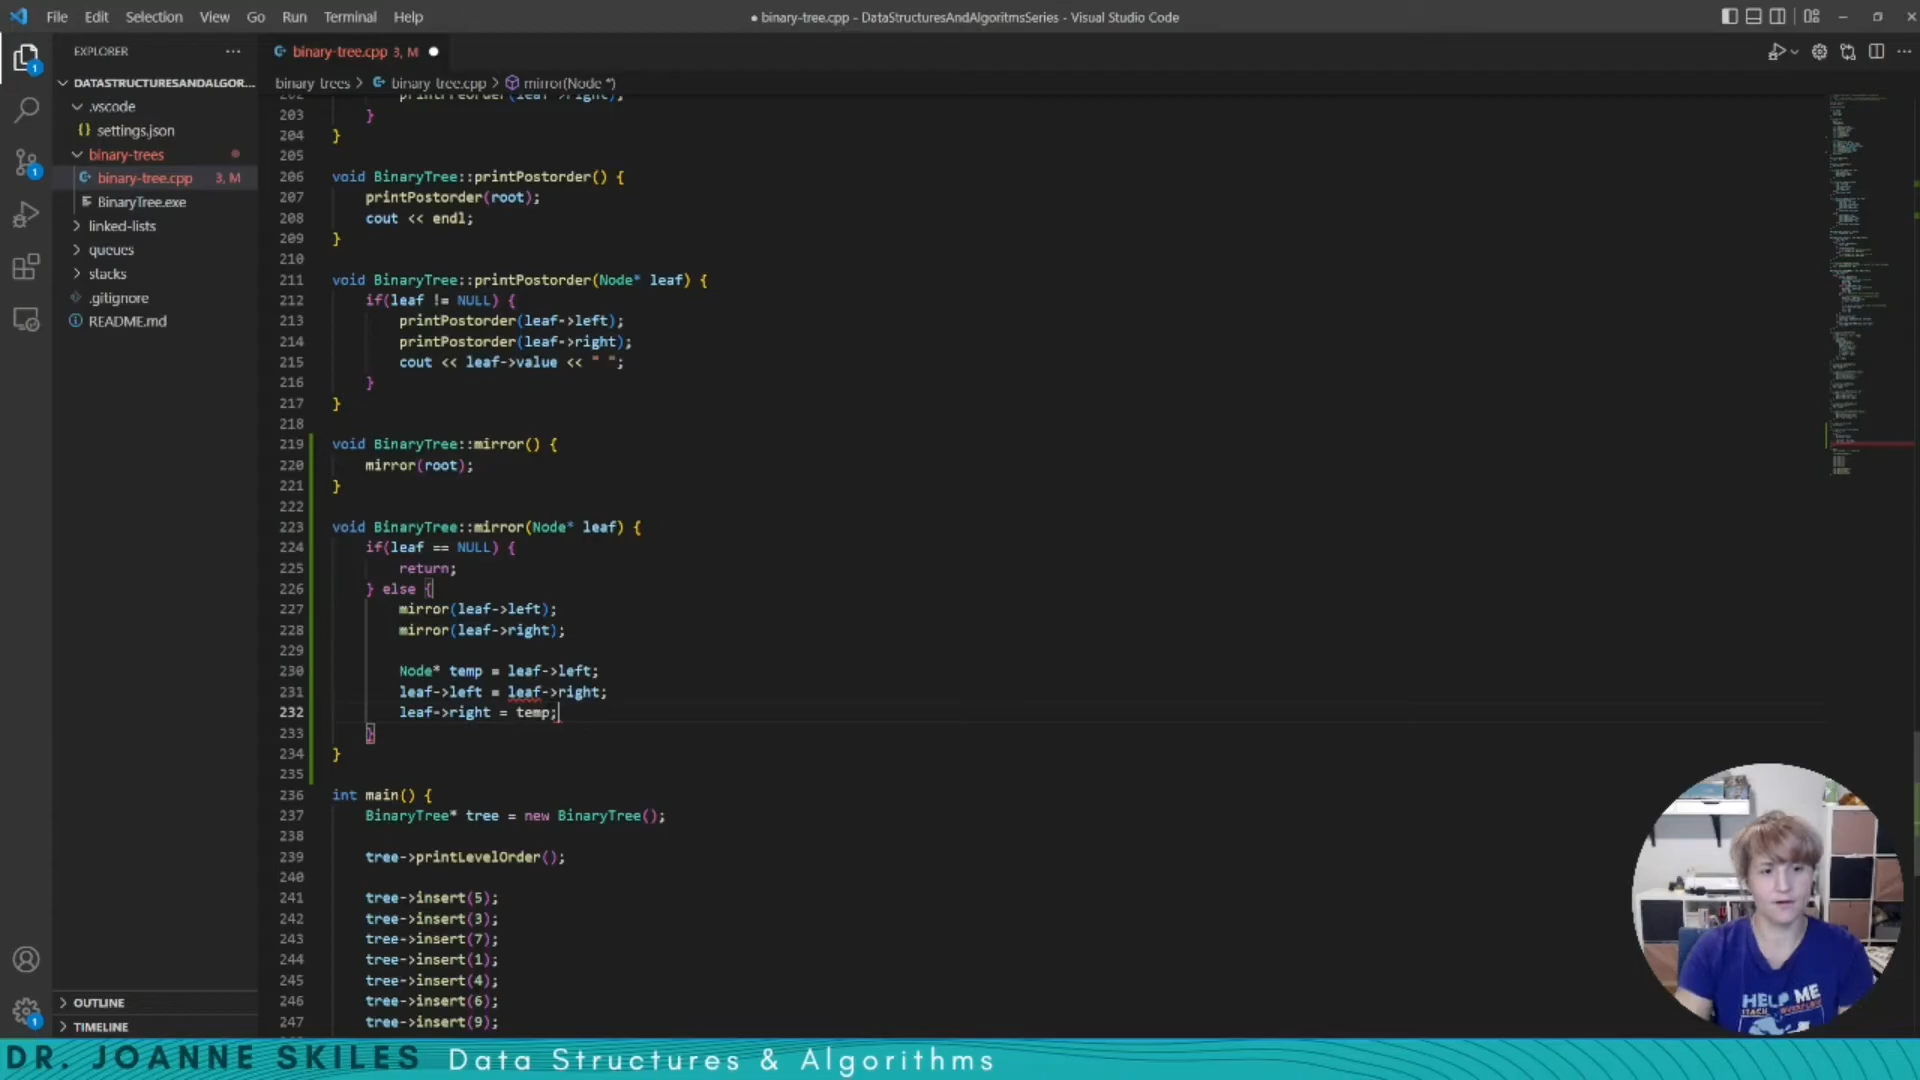 File Edit Selection View Go Run Terminal Help
● binary-tree.cpp - DataStructuresAndAlgoritmsSeries - Visual Studio Code
EXPLORER
binary-tree.cpp 3, M
DATASTRUCTURESANDALGOR...
binary trees > binary tree.cpp > mirror(Node *)
.vscode
settings.json
binary-trees
binary-tree.cpp 3, M
BinaryTree.exe
linked-lists
queues
stacks
.gitignore
README.md
203 }
204 }
205
206 void BinaryTree::printPostorder() {
207 printPostorder(root);
208 cout << endl;
209 }
210
211 void BinaryTree::printPostorder(Node* leaf) {
212 if(leaf != NULL) {
213 printPostorder(leaf->left);
214 printPostorder(leaf->right);
215 cout << leaf->value << " ";
216 }
217 }
218
219 void BinaryTree::mirror() {
220 mirror(root);
221 }
222
223 void BinaryTree::mirror(Node* leaf) {
224 if(leaf == NULL) {
225 return;
226 } else {
227 mirror(leaf->left);
228 mirror(leaf->right);
229
230 Node* temp = leaf->left;
231 leaf->left = leaf->right;
232 leaf->right = temp;
233 }
234 }
235
236 int main() {
237 BinaryTree* tree = new BinaryTree();
238
239 tree->printLevelOrder();
240
241 tree->insert(5);
242 tree->insert(3);
243 tree->insert(7);
244 tree->insert(1);
245 tree->insert(4);
246 tree->insert(6);
247 tree->insert(9);
OUTLINE
TIMELINE
HELP ME
DR. JOANNE SKILES Data Structures & Algorithms